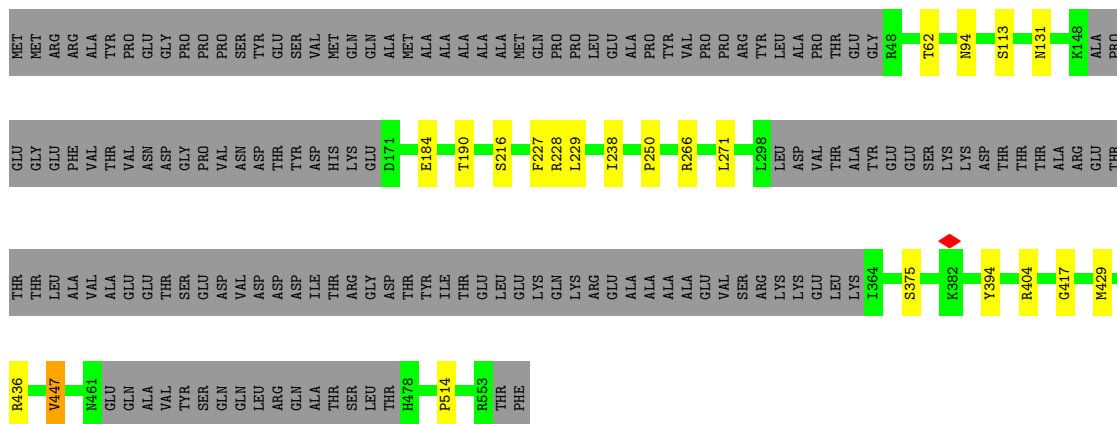 MET MET ARG ARG ALA TYR PRO GLU GLY PRO PRO PRO SER TYR GLU SER VAL MET GLN GLN ALA MET ALA ALA ALA ALA ALA MET GLN PRO PRO LEU GLU ALA PRO TYR VAL PRO PRO ARG TYR LEU ALA PRO THR GLU GLY R48 T62 N94 S113 N131 K148 ALA PRO
GLU GLY GLU PHE VAL THR VAL ASN ASP GLY PRO VAL ASN ASP THR TYR ASP HIS LYS GLU D171 E184 T190 S216 F227 R228 L229 I238 P250 R266 L271 L298 LEU ASP VAL THR ALA TYR GLU GLU SER LYS LYS ASP THR THR THR ALA ARG GLU THR
THR THR LEU ALA VAL ALA GLU GLU THR SER GLU ASP VAL ASP ASP ASP ILE THR ARG GLY ASP THR TYR ILE THR GLU LEU GLU LYS GLN LYS ARG GLU ALA ALA ALA ALA GLU VAL SER ARG LYS LYS GLU LEU LYS I364 S375 K382 Y394 R404 G417 M429
R436 V447 N461 GLU GLN ALA VAL TYR SER GLN GLN LEU ARG GLN ALA THR SER LEU THR H478 P514 R553 THR PHE